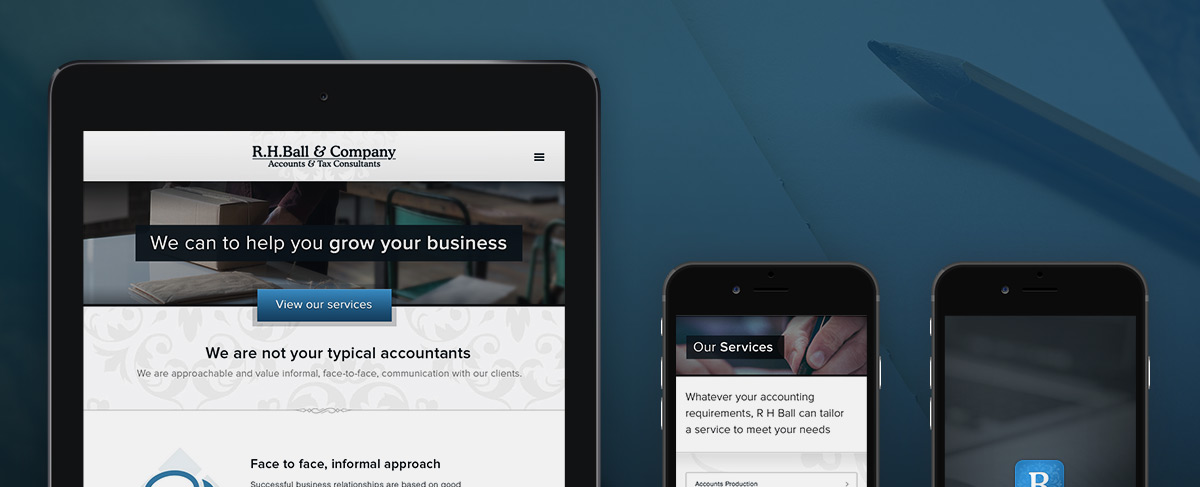 R.H.Ball & Company
Accounts & Tax Consultants
We can to help you grow your business
View our services
We are not your typical accountants
We are approachable and value informal, face-to-face, communication with our clients.
Face to face, informal approach
Successful business relationships are based on good
Our Services
Whatever your accounting
requirements, R H Ball can tailor
a service to meet your needs
Accounts Production
R